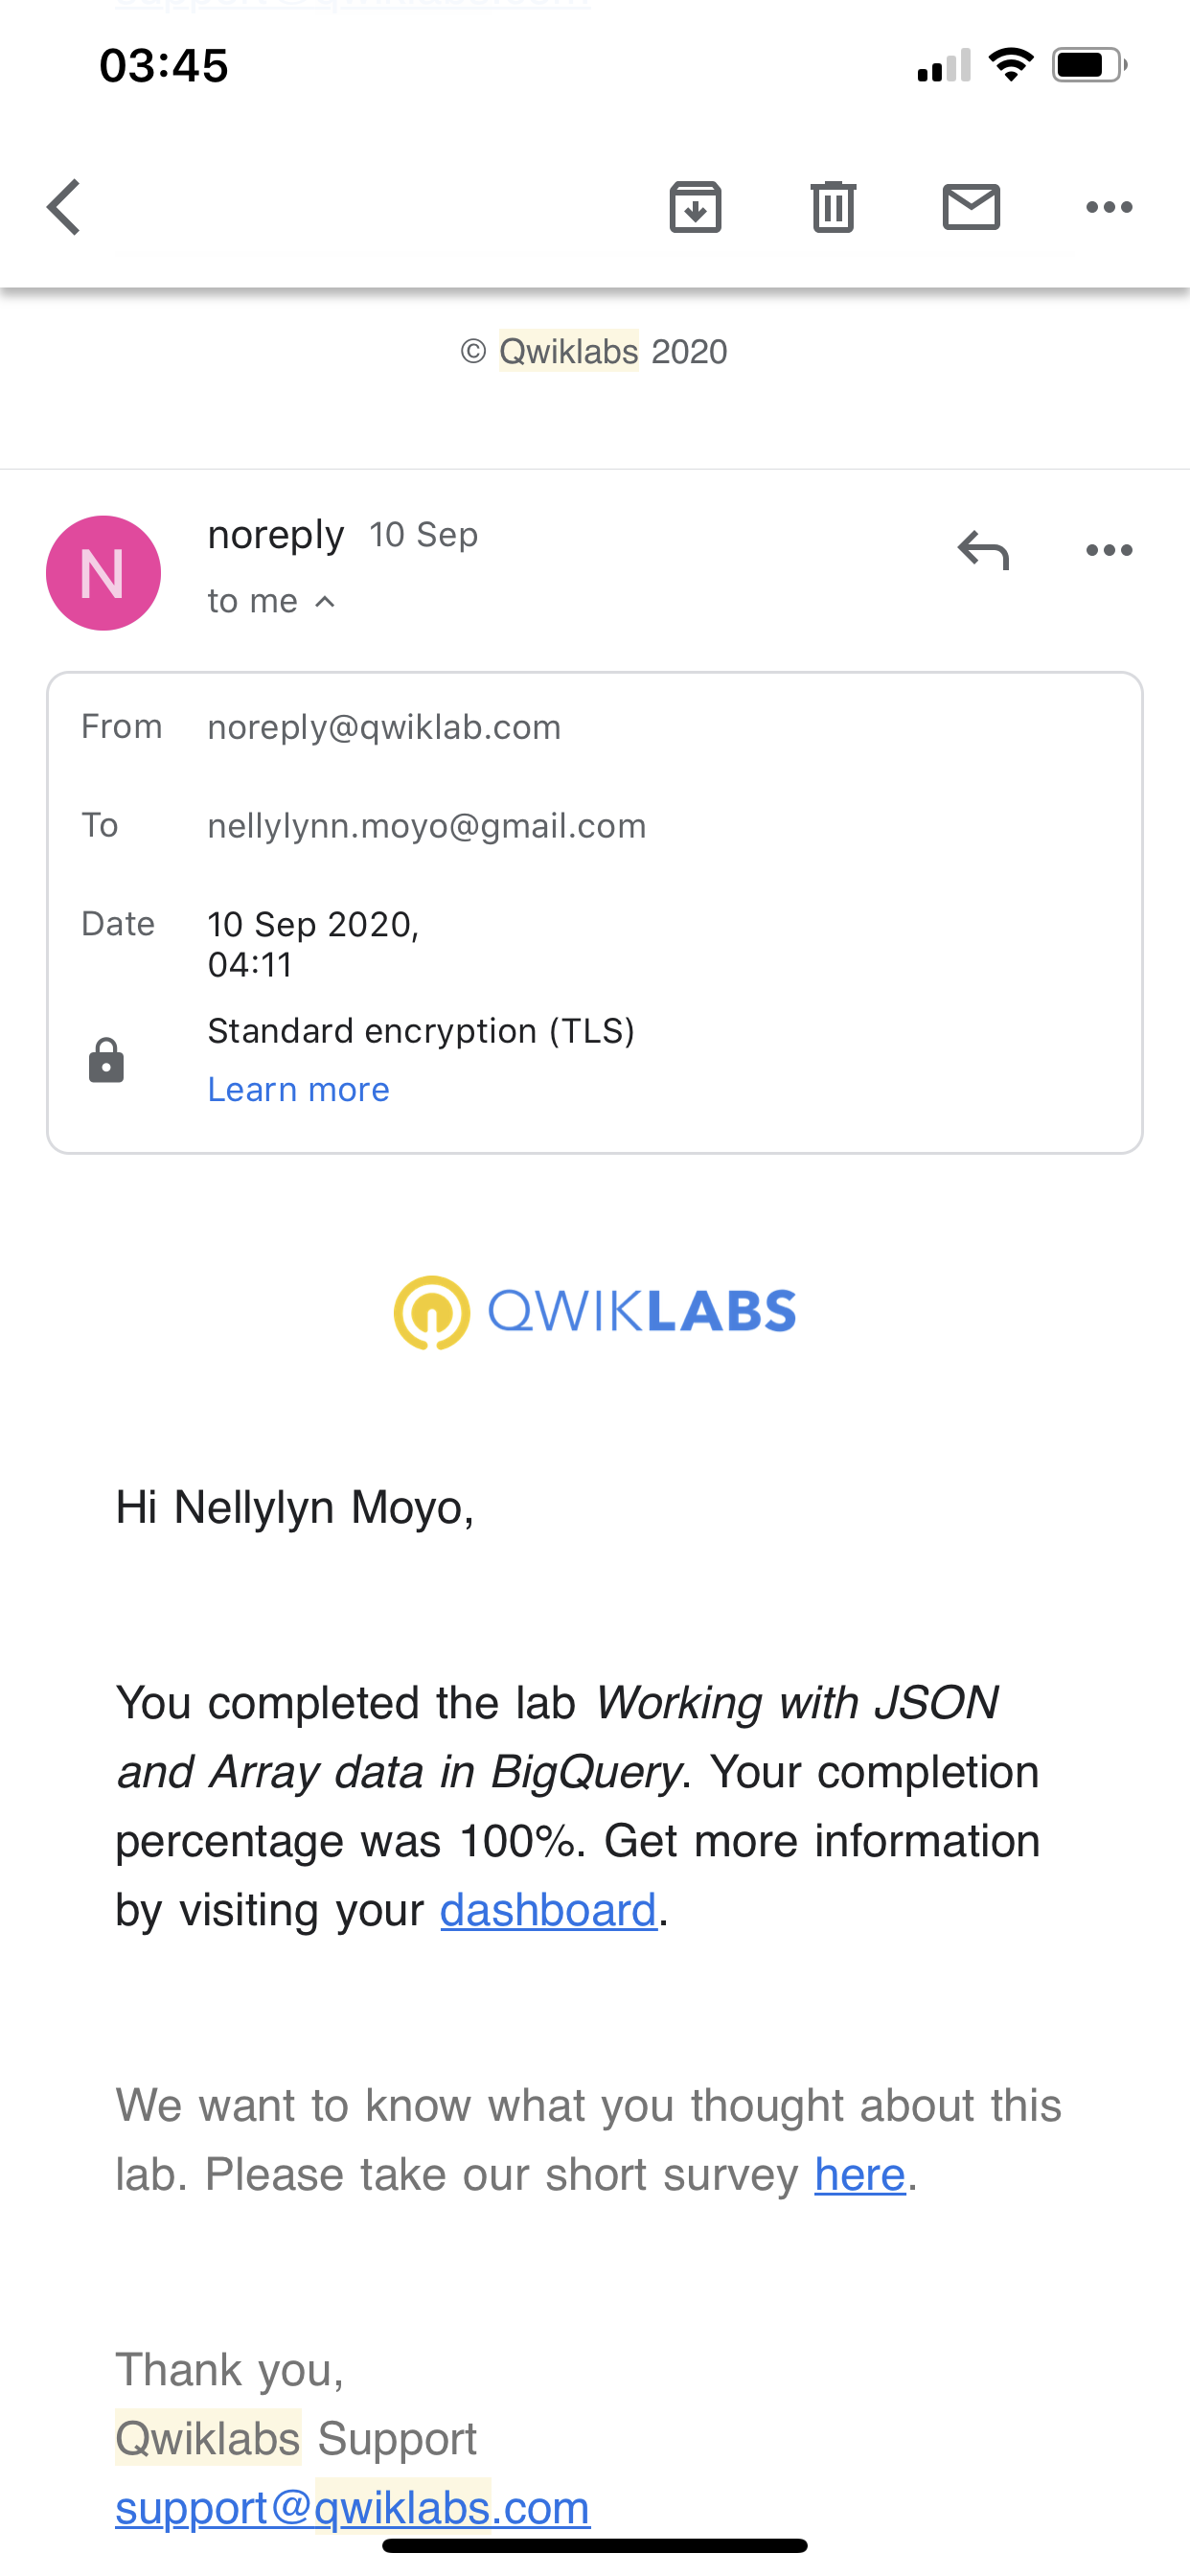 03:45
© Qwiklabs 2020
N
noreply 10 Sep
to me
From noreply@qwiklab.com
To nellylynn.moyo@gmail.com
Date 10 Sep 2020,
04:11
Standard encryption (TLS)
Learn more
QWIKLABS
Hi Nellylyn Moyo,
You completed the lab Working with JSON
and Array data in BigQuery. Your completion
percentage was 100%. Get more information
by visiting your dashboard.
We want to know what you thought about this
lab. Please take our short survey here.
Thank you,
Qwiklabs Support
support@qwiklabs.com